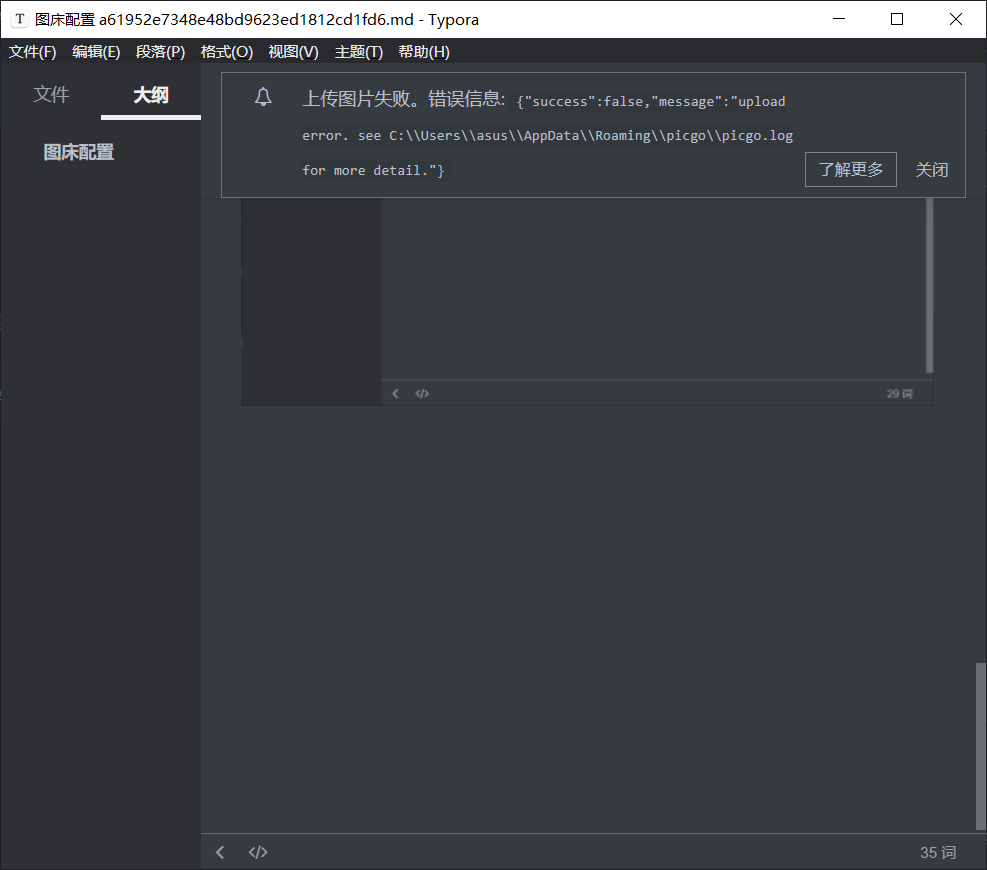 T 图床配置 a61952e7348e48bd9623ed1812cd1fd6.md - Typora
文件(F) 编辑(E) 段落(P) 格式(O) 视图(V) 主题(T) 帮助(H)
文件 大纲
图床配置
上传图片失败。错误信息: {"success":false,"message":"upload
error. see C:\\Users\\asus\\AppData\\Roaming\\picgo\\picgo.log
for more detail."}
了解更多 关闭
29 词
35 词